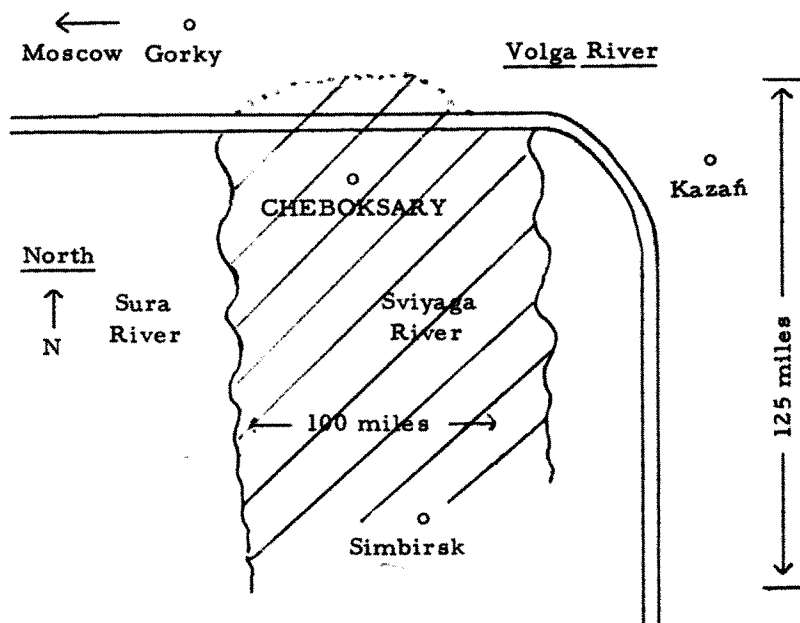 Moscow Gorky
Volga River
Kazań
CHEBOKSARY
North
N
Sura
River
Sviyaga
River
100 miles
125 miles
Simbirsk